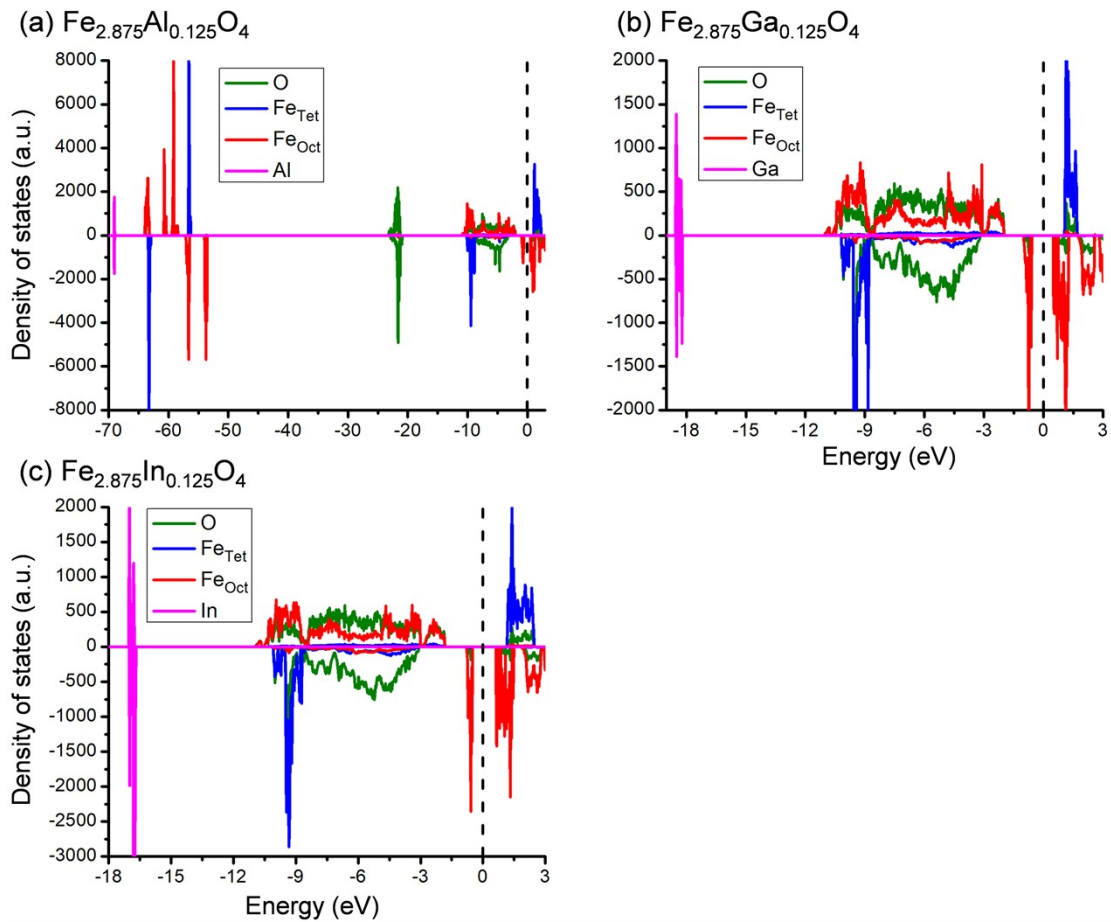 (a) Fe2.875Al0.125O4
8000
6000
4000
2000
0
-2000
-4000
-6000
-8000
Density of states (a.u.)
O
FeTet
FeOct
Al
-70 -60 -50 -40 -30 -20 -10 0
(b) Fe2.875Ga0.125O4
2000
1500
1000
500
0
-500
-1000
-1500
-2000
O
FeTet
FeOct
Ga
-18 -15 -12 -9 -6 -3 0 3
Energy (eV)
(c) Fe2.875In0.125O4
2000
1500
1000
500
0
-500
-1000
-1500
-2000
-2500
-3000
Density of states (a.u.)
O
FeTet
FeOct
In
-18 -15 -12 -9 -6 -3 0 3
Energy (eV)